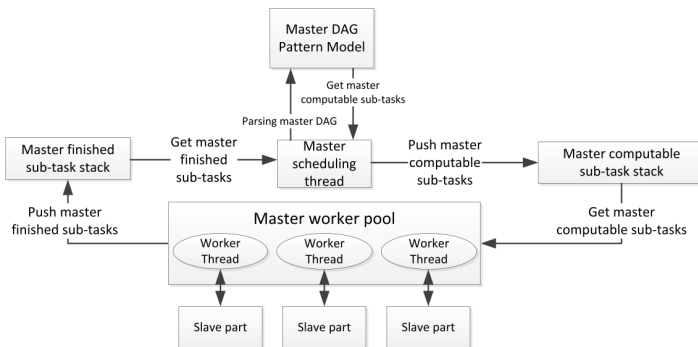 Master DAG
Pattern Model
Get master
computable sub-tasks
Parsing master DAG
Master finished
sub-task stack
Get master
finished
sub-tasks
Master
scheduling
thread
Push master
computable
sub-tasks
Master computable
sub-task stack
Push master
finished sub-tasks
Master worker pool
Get master
computable sub-tasks
Worker
Thread
Worker
Thread
Worker
Thread
Slave part
Slave part
Slave part